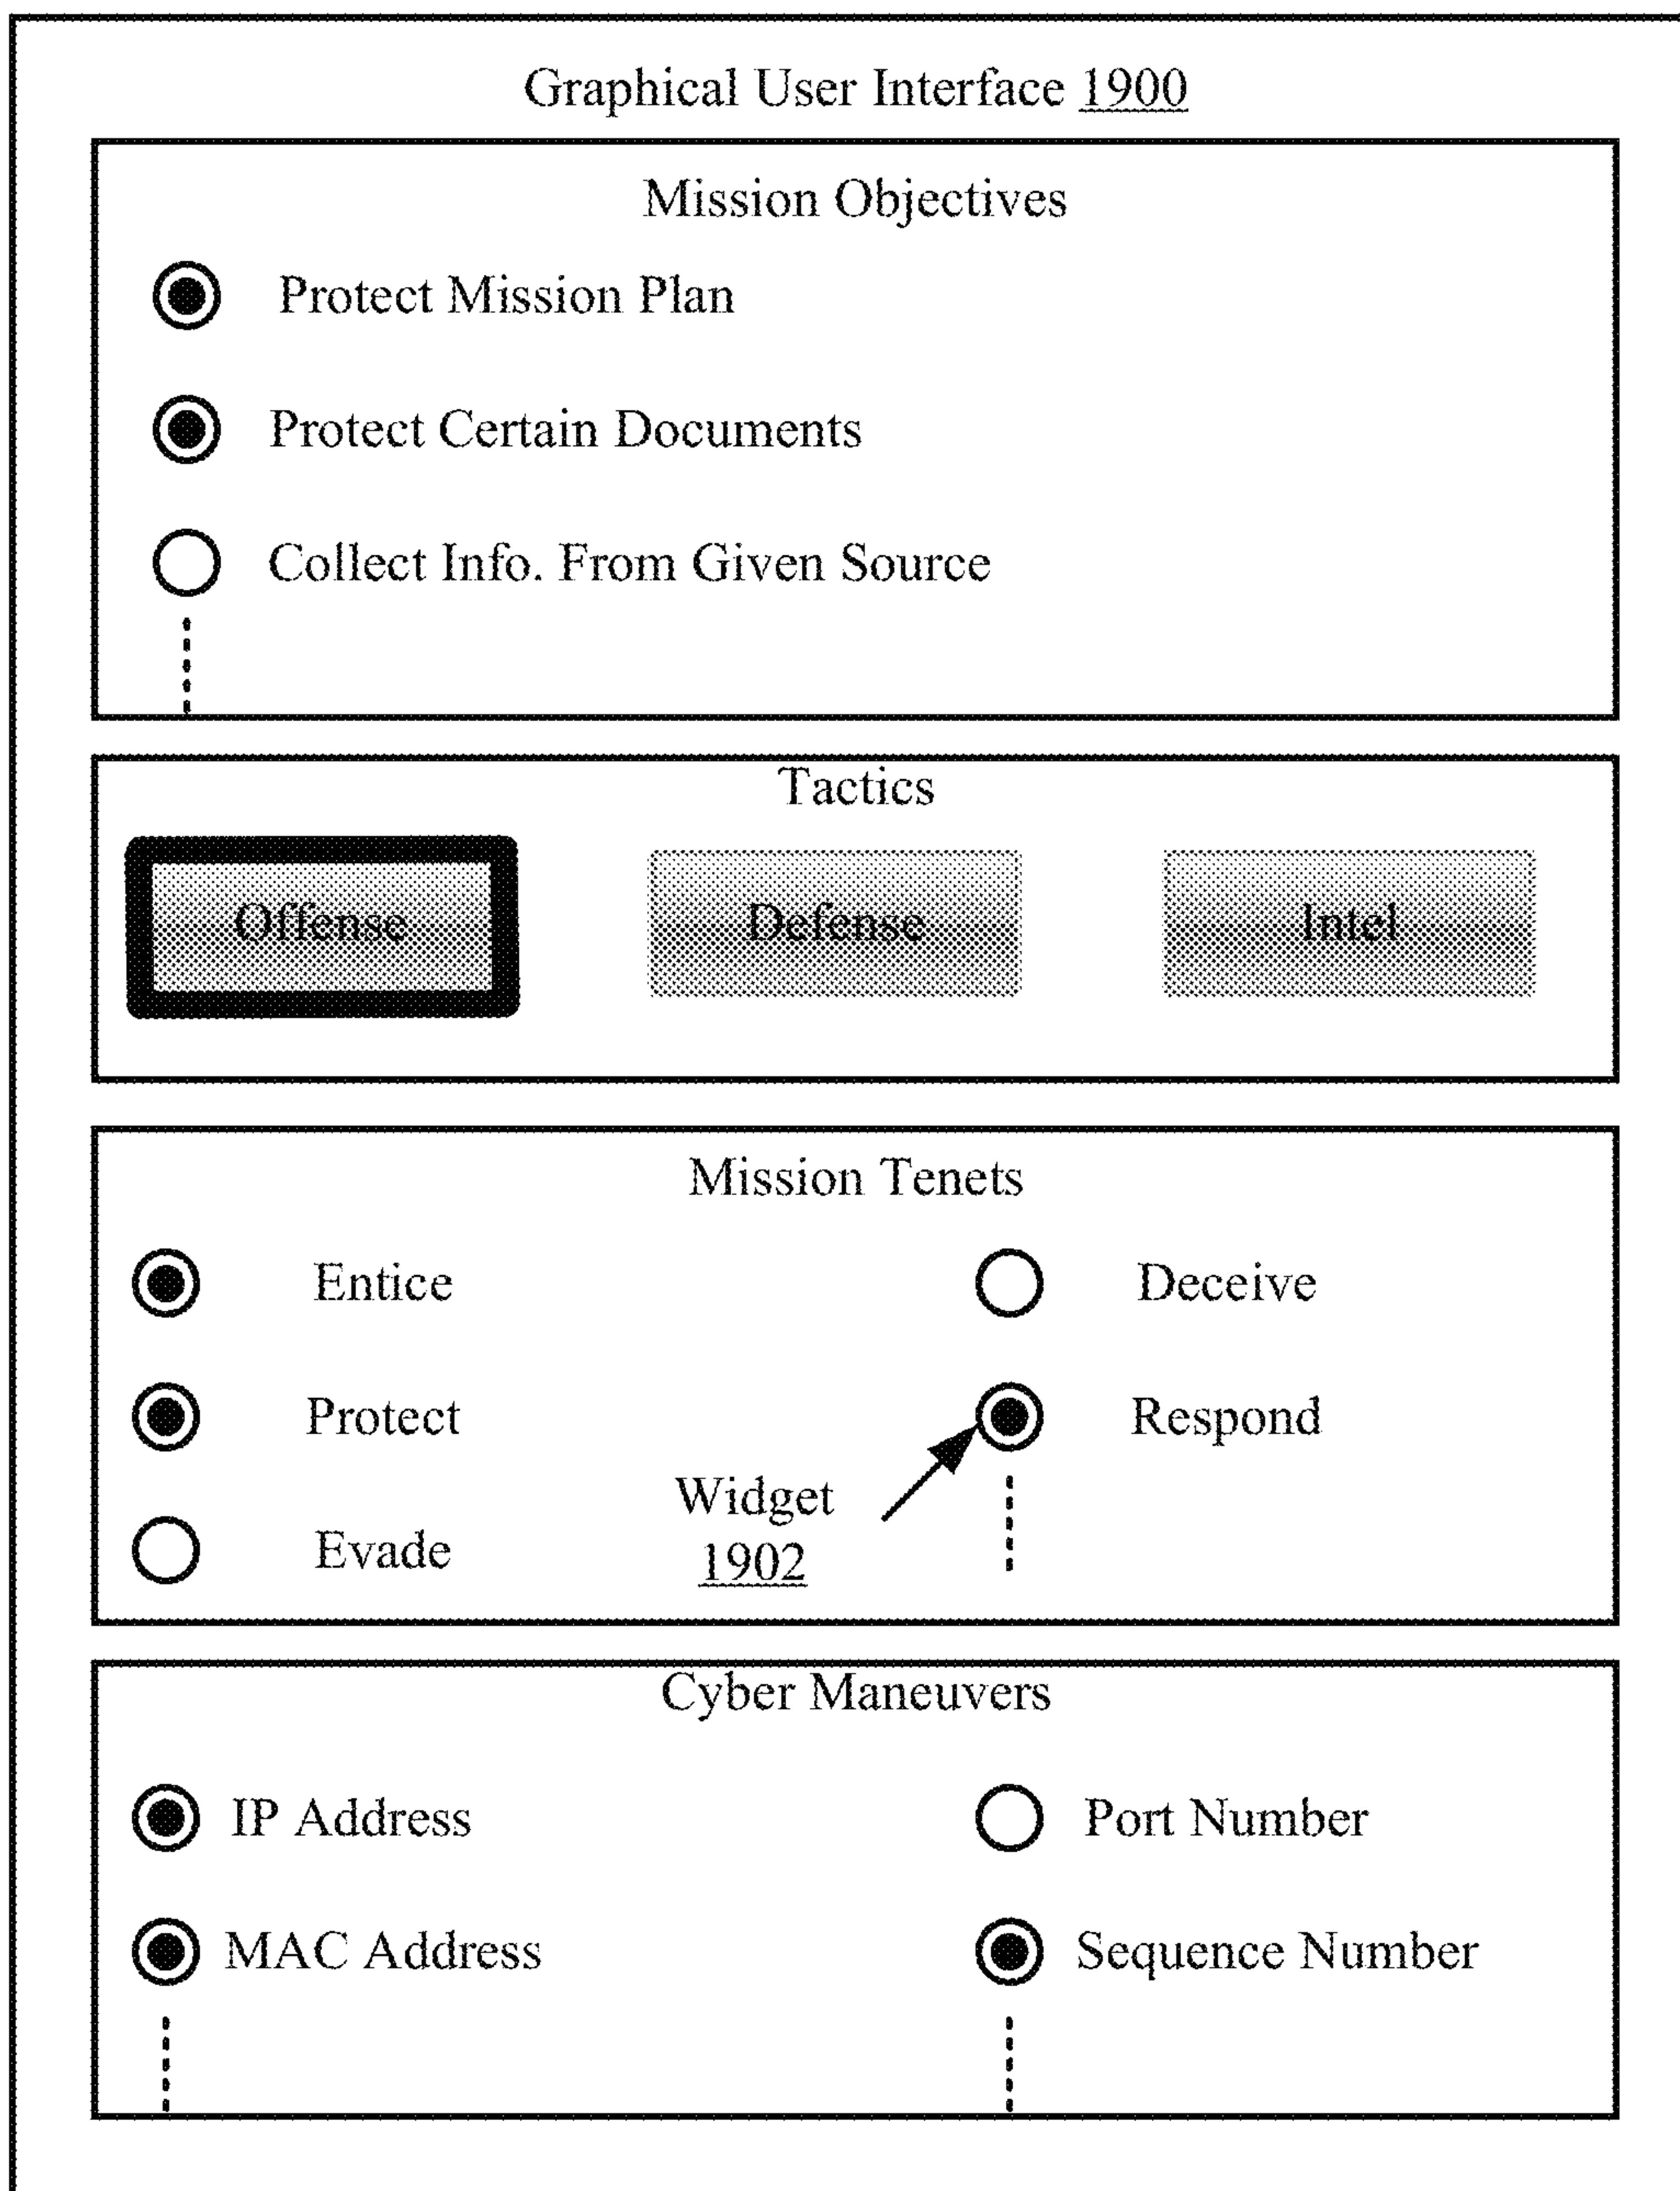 Graphical User Interface 1900
Mission Objectives
Protect Mission Plan
Protect Certain Documents
Collect Info. From Given Source
Tactics
Offense
Defense
Intel
Mission Tenets
Entice
Deceive
Protect
Respond
Widget
1902
Evade
Cyber Maneuvers
IP Address
Port Number
MAC Address
Sequence Number